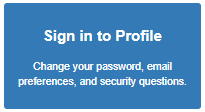 Sign in to Profile
Change your password, email
preferences, and security questions.